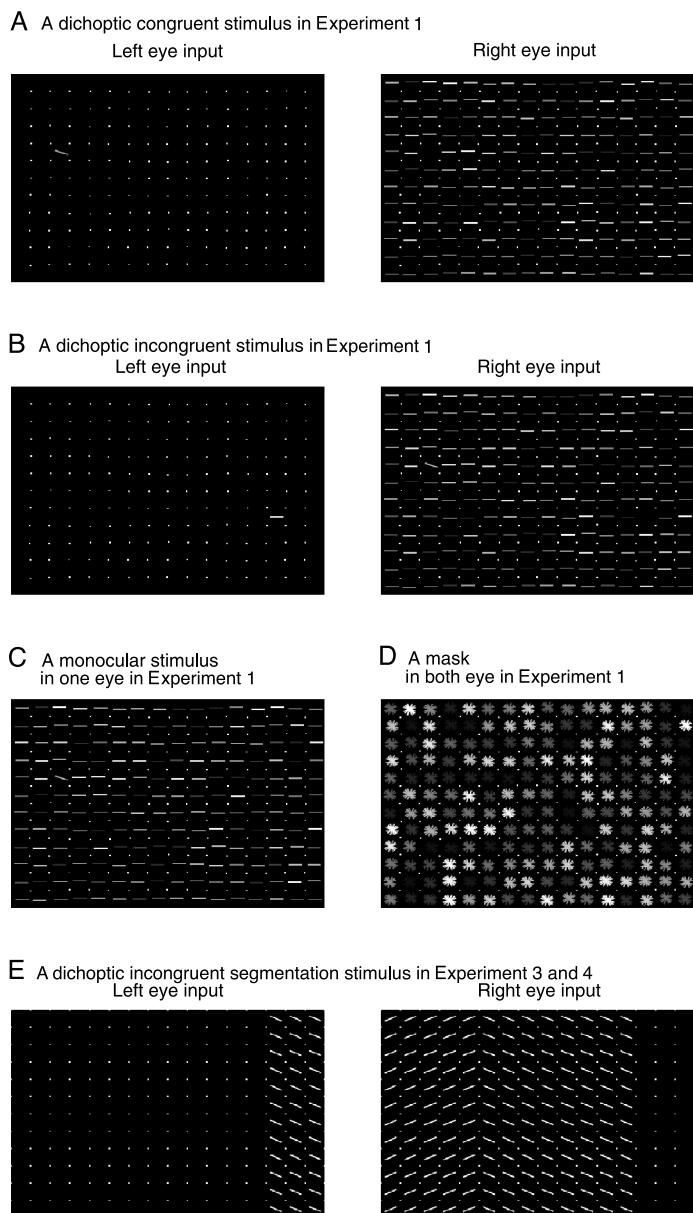 A A dichoptic congruent stimulus in Experiment 1
Left eye input
Right eye input
B A dichoptic incongruent stimulus in Experiment 1
Left eye input
Right eye input
C A monocular stimulus
in one eye in Experiment 1
D A mask
in both eye in Experiment 1
E A dichoptic incongruent segmentation stimulus in Experiment 3 and 4
Left eye input
Right eye input